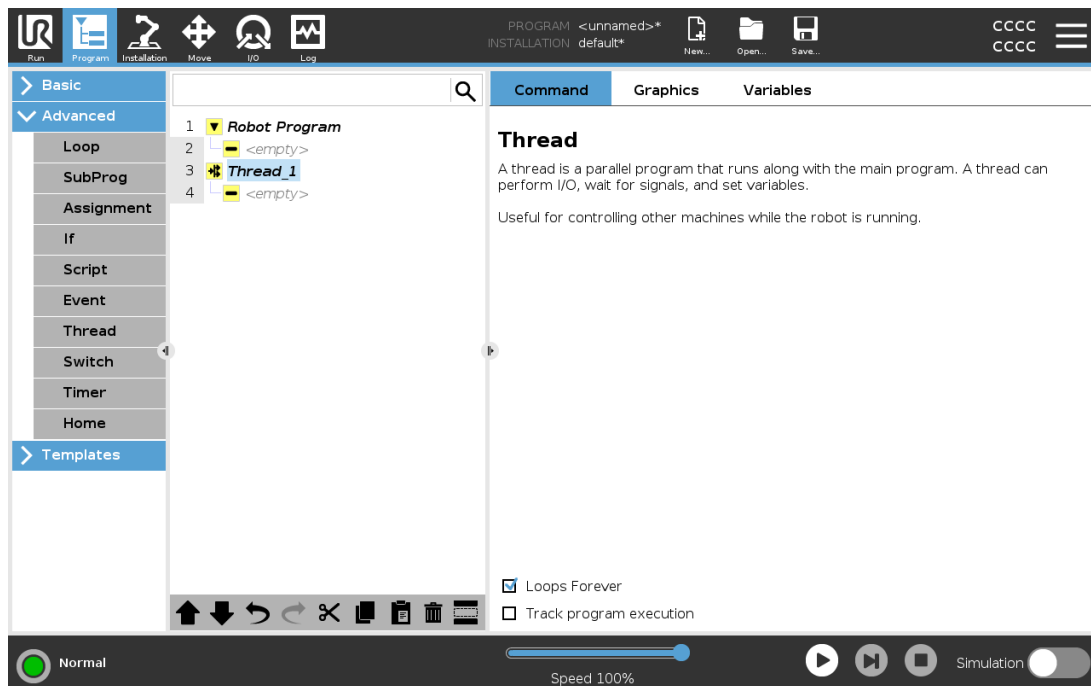 PROGRAM <unnamed>*
INSTALLATION default*
CCCC
CCCC
Run
Program
Installation
Move
I/O
Log
New...
Open...
Save...
Basic
Advanced
Loop
SubProg
Assignment
If
Script
Event
Thread
Switch
Timer
Home
Templates
1 Robot Program
2 <empty>
3 Thread_1
4 <empty>
Command Graphics Variables
Thread
A thread is a parallel program that runs along with the main program. A thread can
perform I/O, wait for signals, and set variables.
Useful for controlling other machines while the robot is running.
Loops Forever
Track program execution
Normal
Speed 100%
Simulation